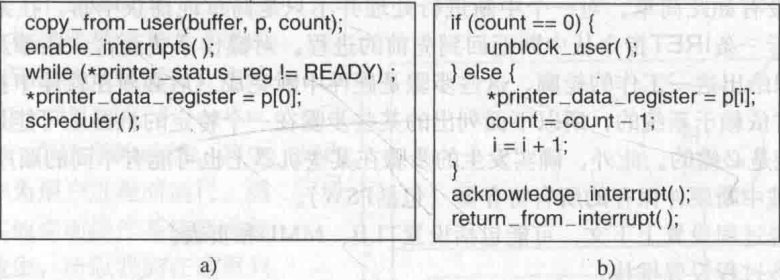 copy_from_user(buffer, p, count);
enable_interrupts( );
while (*printer_status_reg != READY) ;
*printer_data_register = p[0];
scheduler( );
a)
if (count == 0) {
unblock_user( );
} else {
*printer_data_register = p[i];
count = count – 1;
i = i + 1;
}
acknowledge_interrupt( );
return_from_interrupt( );
b)